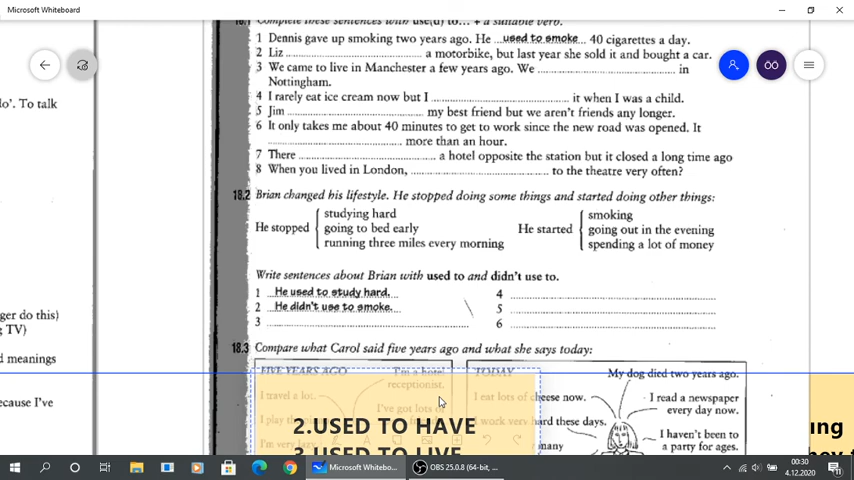 Microsoft Whiteboard
18.1 Complete these sentences with use(d) to... + a suitable verb.
1 Dennis gave up smoking two years ago. He used to smoke 40 cigarettes a day.
2 Liz .............................. a motorbike, but last year she sold it and bought a car.
3 We came to live in Manchester a few years ago. We .............................. in
Nottingham.
4 I rarely eat ice cream now but I .............................. it when I was a child.
5 Jim .............................. my best friend but we aren't friends any longer.
6 It only takes me about 40 minutes to get to work since the new road was opened. It
.............................. more than an hour.
7 There .............................. a hotel opposite the station but it closed a long time ago
8 When you lived in London, .............................. to the theatre very often?
18.2 Brian changed his lifestyle. He stopped doing some things and started doing other things:
He stopped
studying hard
going to bed early
running three miles every morning
He started
smoking
going out in the evening
spending a lot of money
Write sentences about Brian with used to and didn't use to.
1 He used to study hard.
2 He didn't use to smoke.
3 ..............................
4 ..............................
5 ..............................
6 ..............................
18.3 Compare what Carol said five years ago and what she says today:
FIVE YEARS AGO
I'm a hotel
receptionist.
I travel a lot.
I've got lots of
I play the
I'm very lazy
TODAY
My dog died two years ago.
I eat lots of cheese now.
I read a newspaper
every day now.
I work very hard these days.
I haven't been to
a party for ages.
many
2.USED TO HAVE
3.USED TO LIVE
lo'. To talk
ger do this)
g TV)
d meanings
ecause I've
ÖÖ
Microsoft Whitebo...
OBS 25.0.8 (64-bit, ...
00:30
4.12.2020